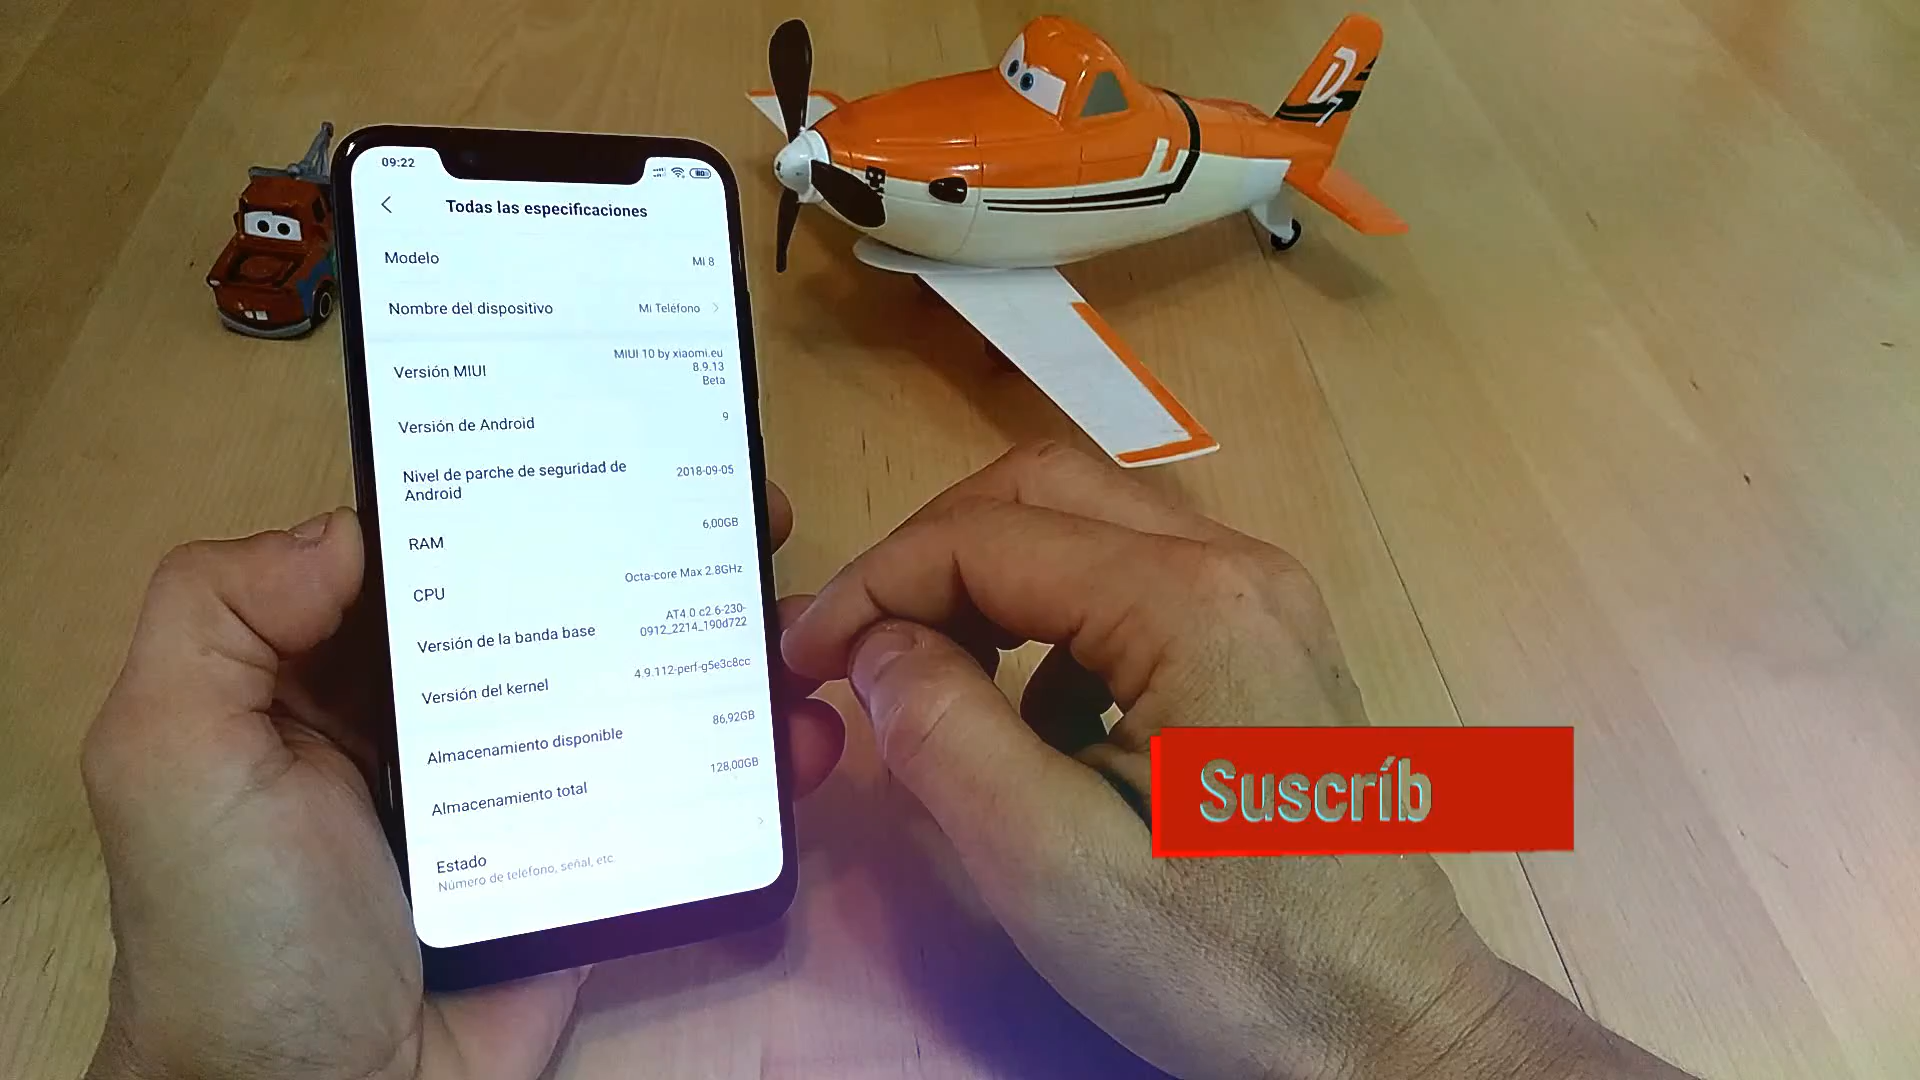 09:22
Todas las especificaciones
Modelo
MI 8
Nombre del dispositivo
Mi Teléfono
Versión MIUI
MIUI 10 by xiaomi.eu
8.9.13
Beta
Versión de Android
9
Nivel de parche de seguridad de
Android
2018-09-05
RAM
6,00GB
CPU
Octa-core Max 2.8GHz
Versión de la banda base
AT4.0.c2.6-230-
0912_2214_190d722
Versión del kernel
4.9.112-perf-g5e3c8cc
Almacenamiento disponible
86,92GB
Almacenamiento total
128,00GB
Estado
Número de teléfono, señal, etc.
D7
Suscríb